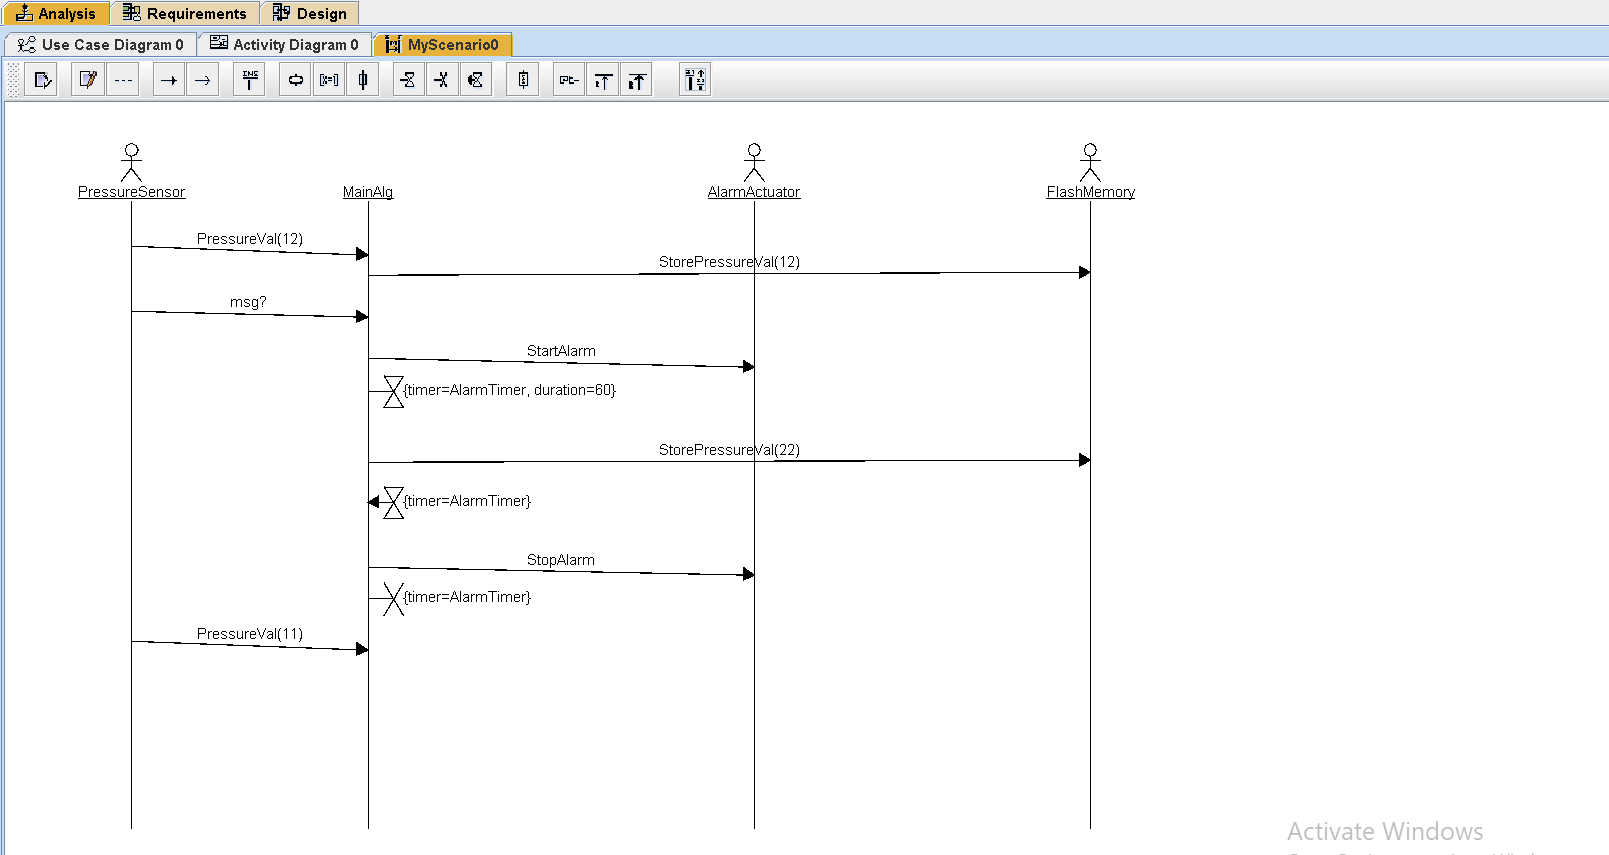 Analysis Requirements Design
Use Case Diagram 0 Activity Diagram 0 MyScenario0
PressureSensor MainAlg AlarmActuator FlashMemory
PressureVal(12)
StorePressureVal(12)
msg?
StartAlarm
{timer=AlarmTimer, duration=60}
StorePressureVal(22)
{timer=AlarmTimer}
StopAlarm
{timer=AlarmTimer}
PressureVal(11)
Activate Windows